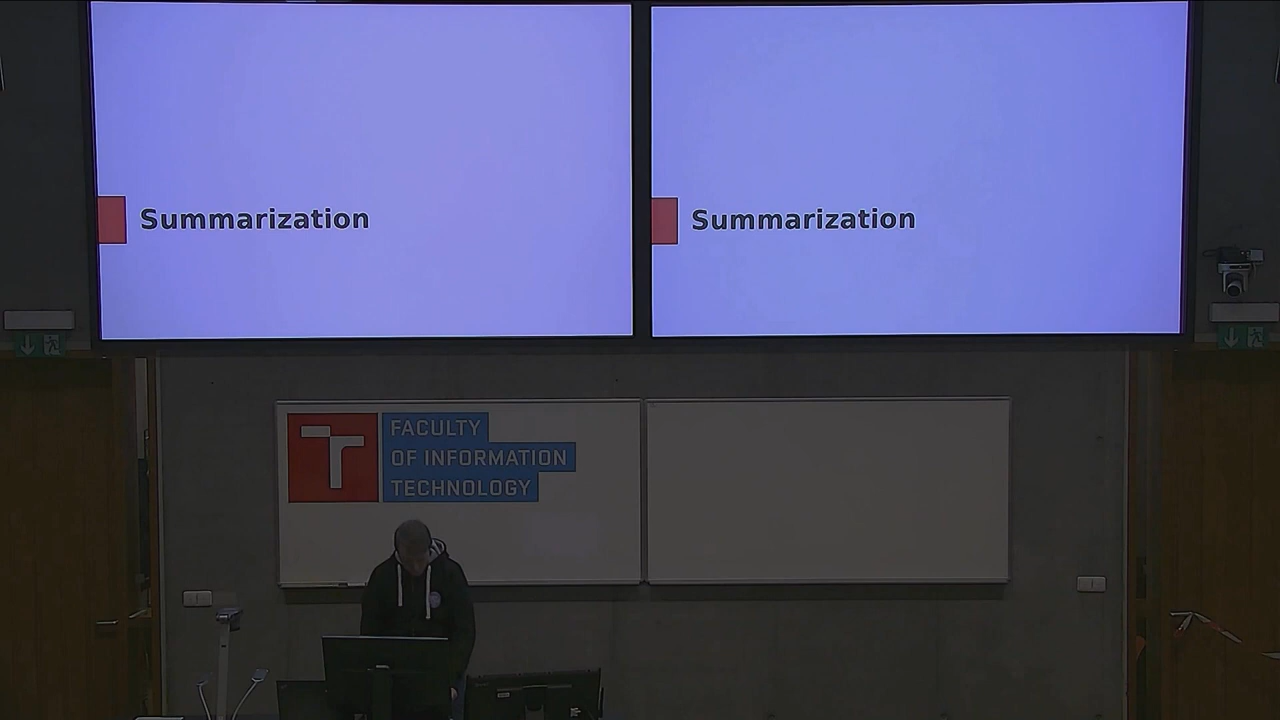 Summarization
Summarization
FACULTY
OF INFORMATION
TECHNOLOGY